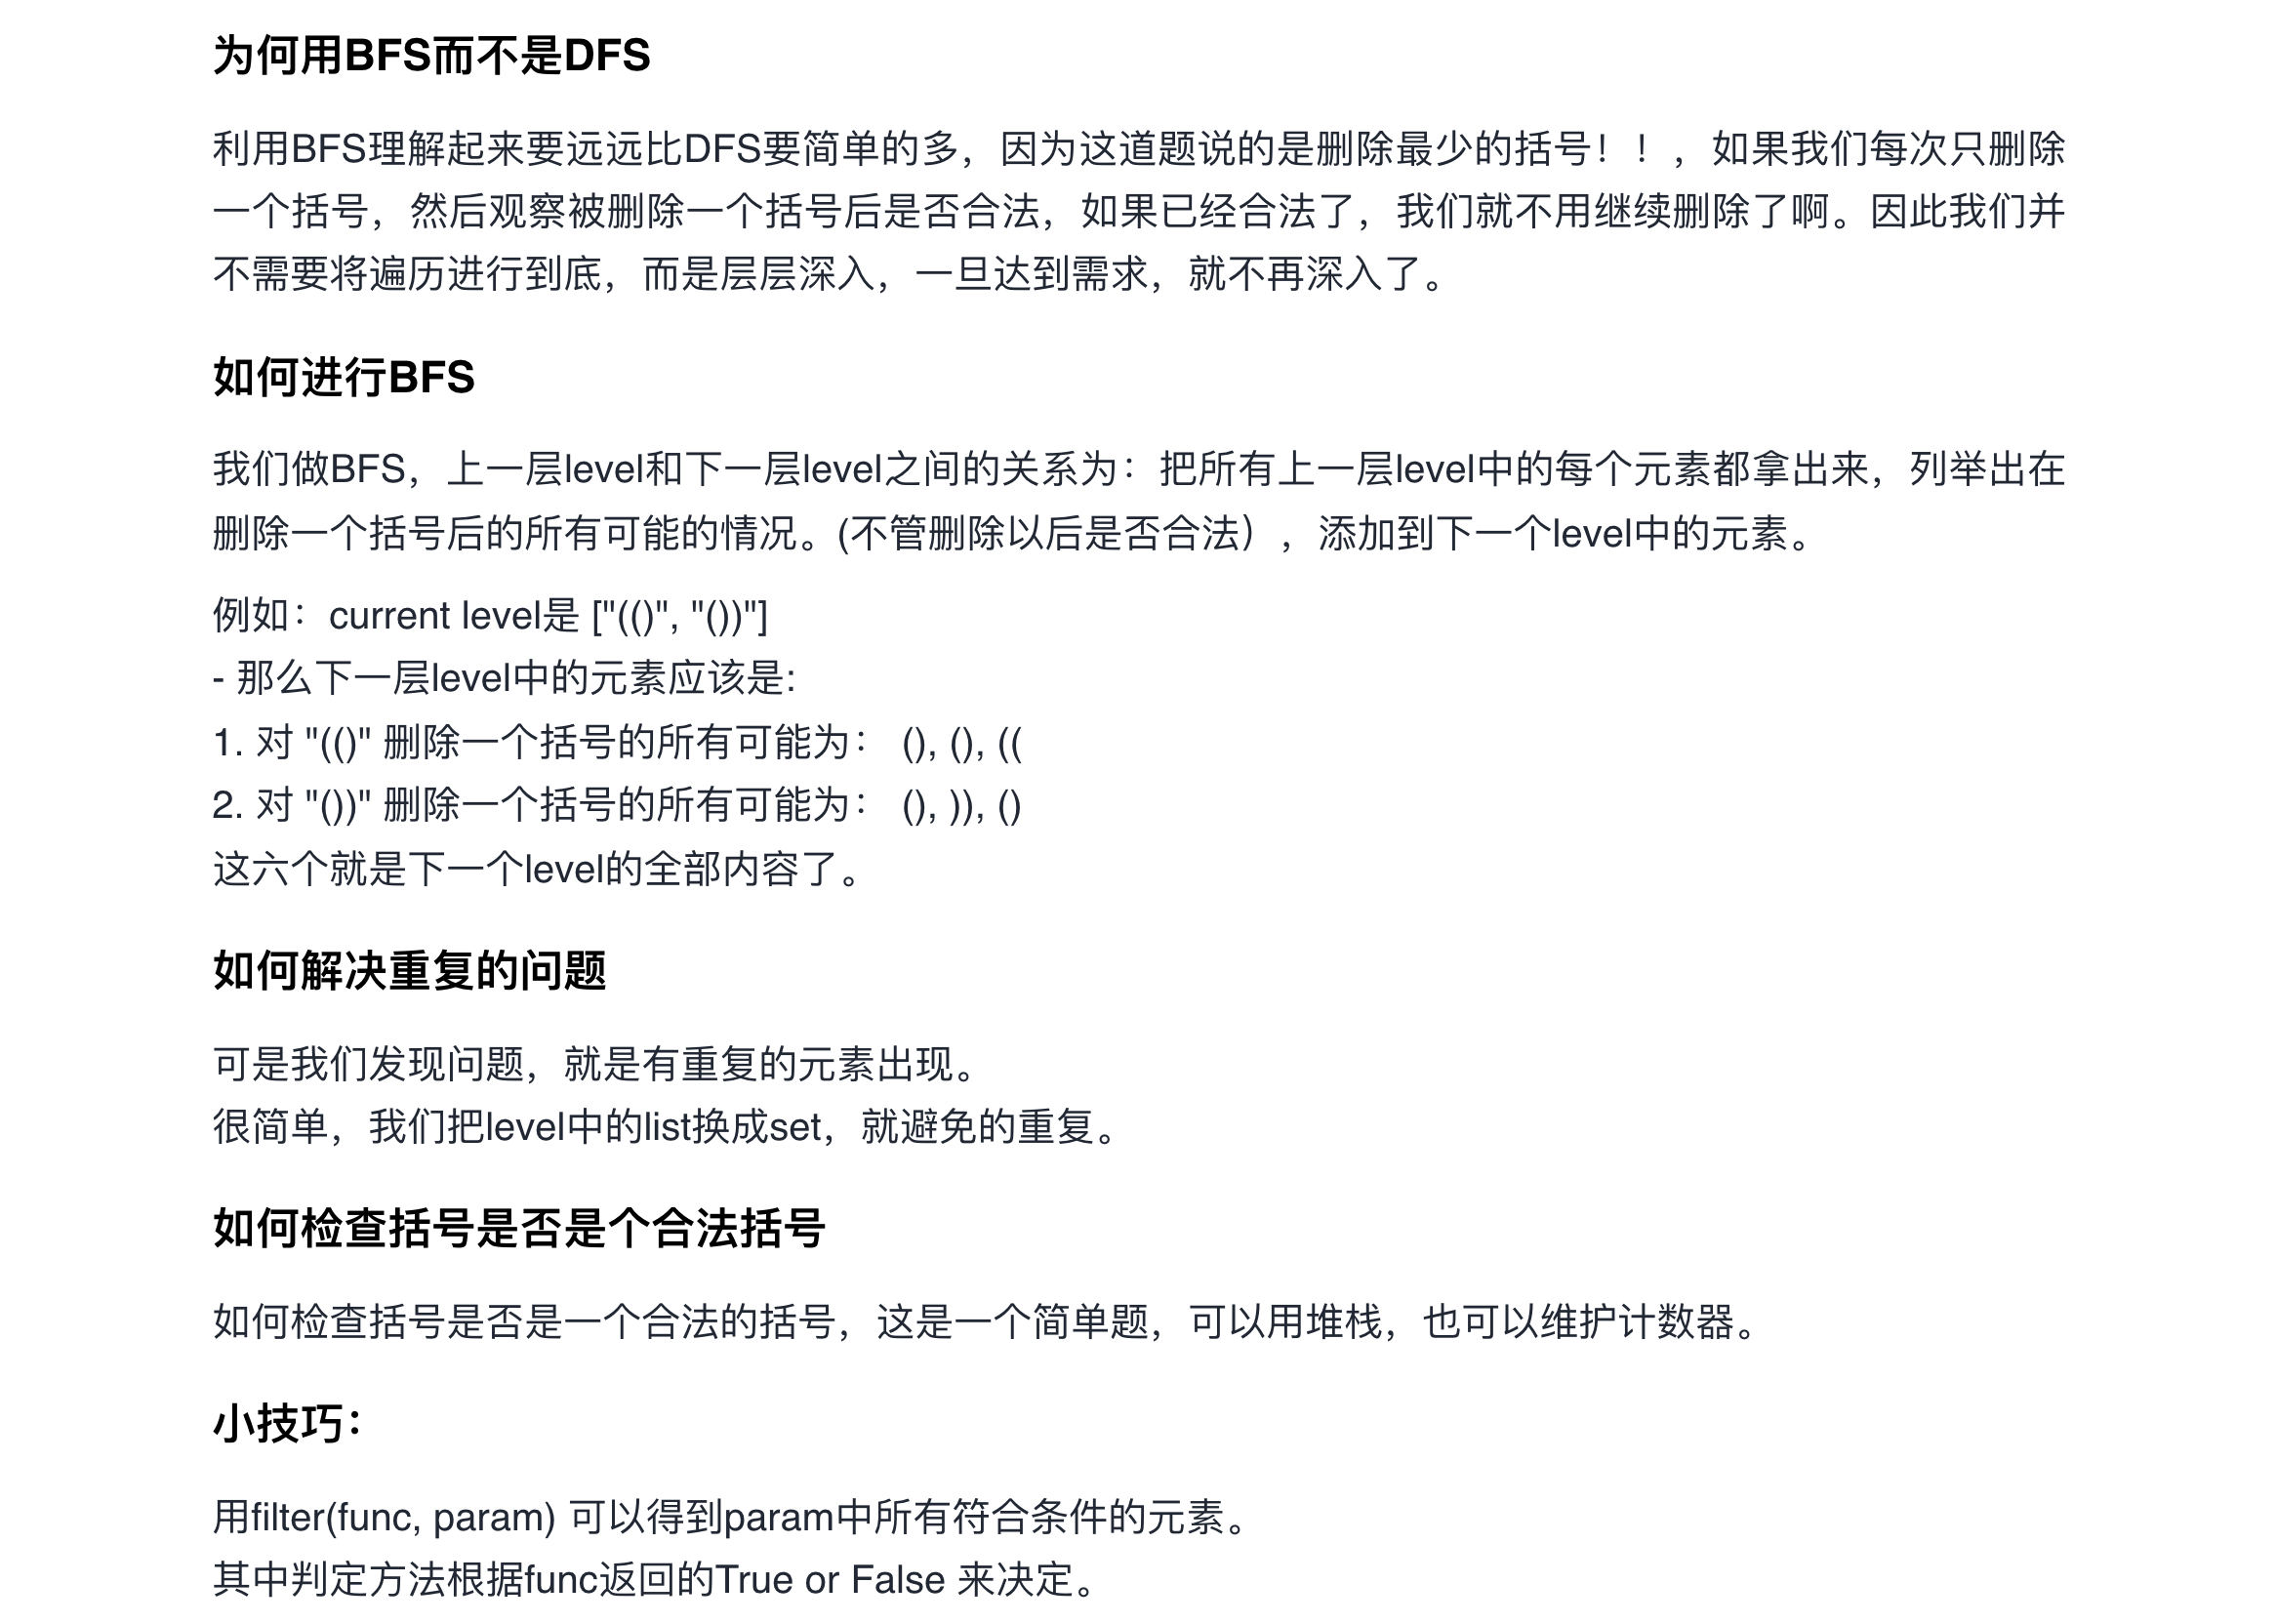 为何用BFS而不是DFS
利用BFS理解起来要远远比DFS要简单的多，因为这道题说的是删除最少的括号！！，如果我们每次只删除
一个括号，然后观察被删除一个括号后是否合法，如果已经合法了，我们就不用继续删除了啊。因此我们并
不需要将遍历进行到底，而是层层深入，一旦达到需求，就不再深入了。
如何进行BFS
我们做BFS，上一层level和下一层level之间的关系为：把所有上一层level中的每个元素都拿出来，列举出在
删除一个括号后的所有可能的情况。(不管删除以后是否合法），添加到下一个level中的元素。
例如：current level是 ["(()", "())"]
- 那么下一层level中的元素应该是:
1. 对 "(()" 删除一个括号的所有可能为： (), (), ((
2. 对 "())" 删除一个括号的所有可能为： (), )), ()
这六个就是下一个level的全部内容了。
如何解决重复的问题
可是我们发现问题，就是有重复的元素出现。
很简单，我们把level中的list换成set，就避免的重复。
如何检查括号是否是个合法括号
如何检查括号是否是一个合法的括号，这是一个简单题，可以用堆栈，也可以维护计数器。
小技巧：
用filter(func, param) 可以得到param中所有符合条件的元素。
其中判定方法根据func返回的True or False 来决定。